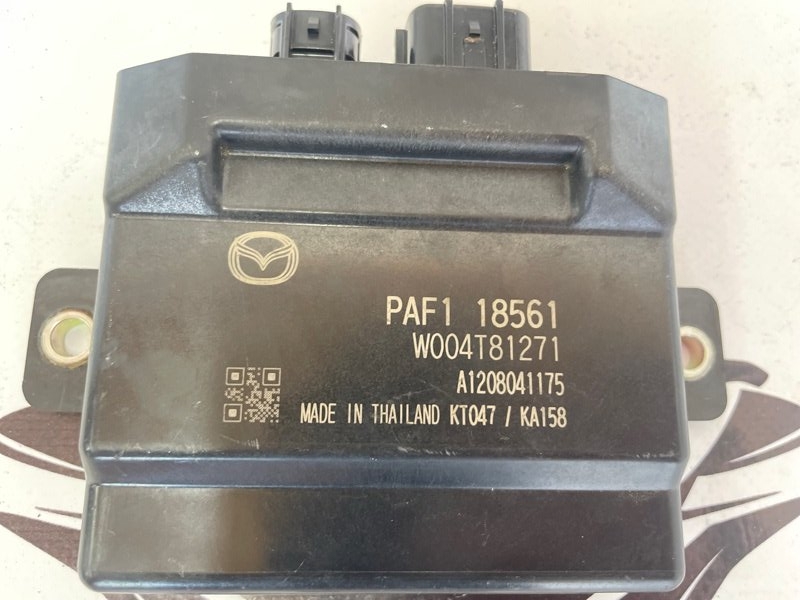 PAF1 18561
W004T81271
A1208041175
MADE IN THAILAND KT047 / KA158